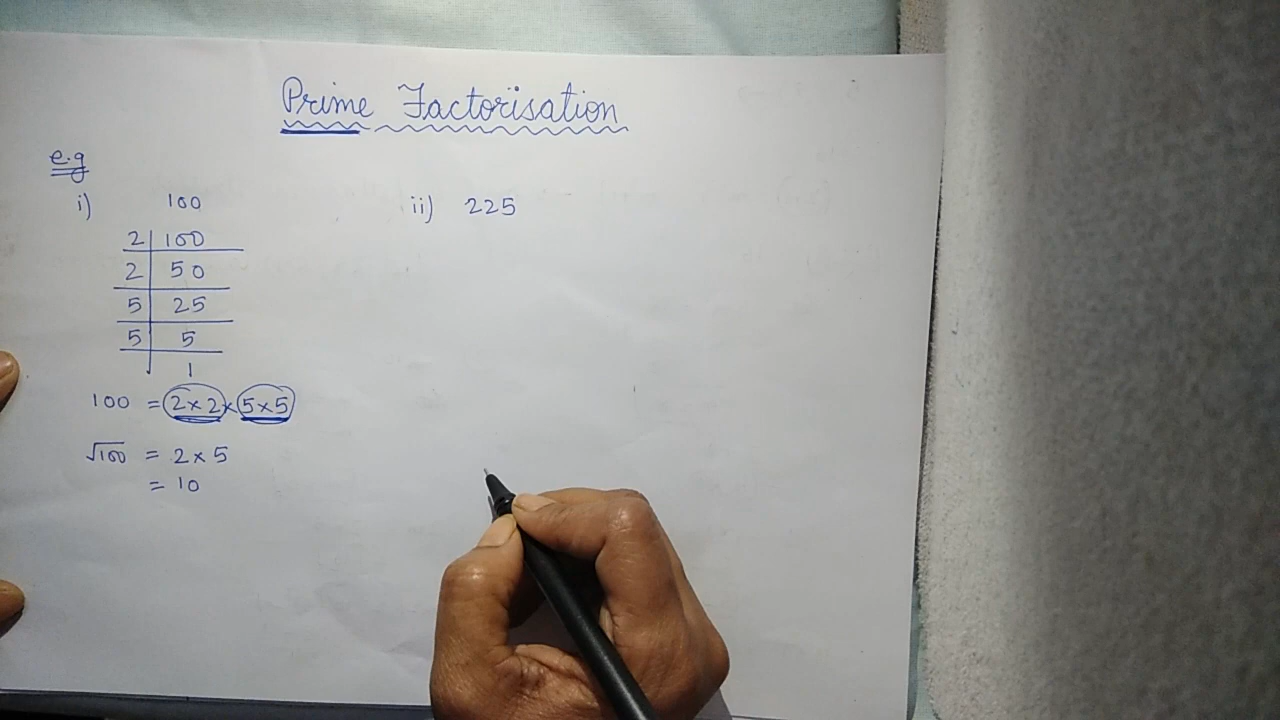 Prime Factorisation
e.g
i) 100
2 | 100
2 | 50
5 | 25
5 | 5
1
100 = 2 × 2 × 5 × 5
√100 = 2 × 5
= 10
ii) 225